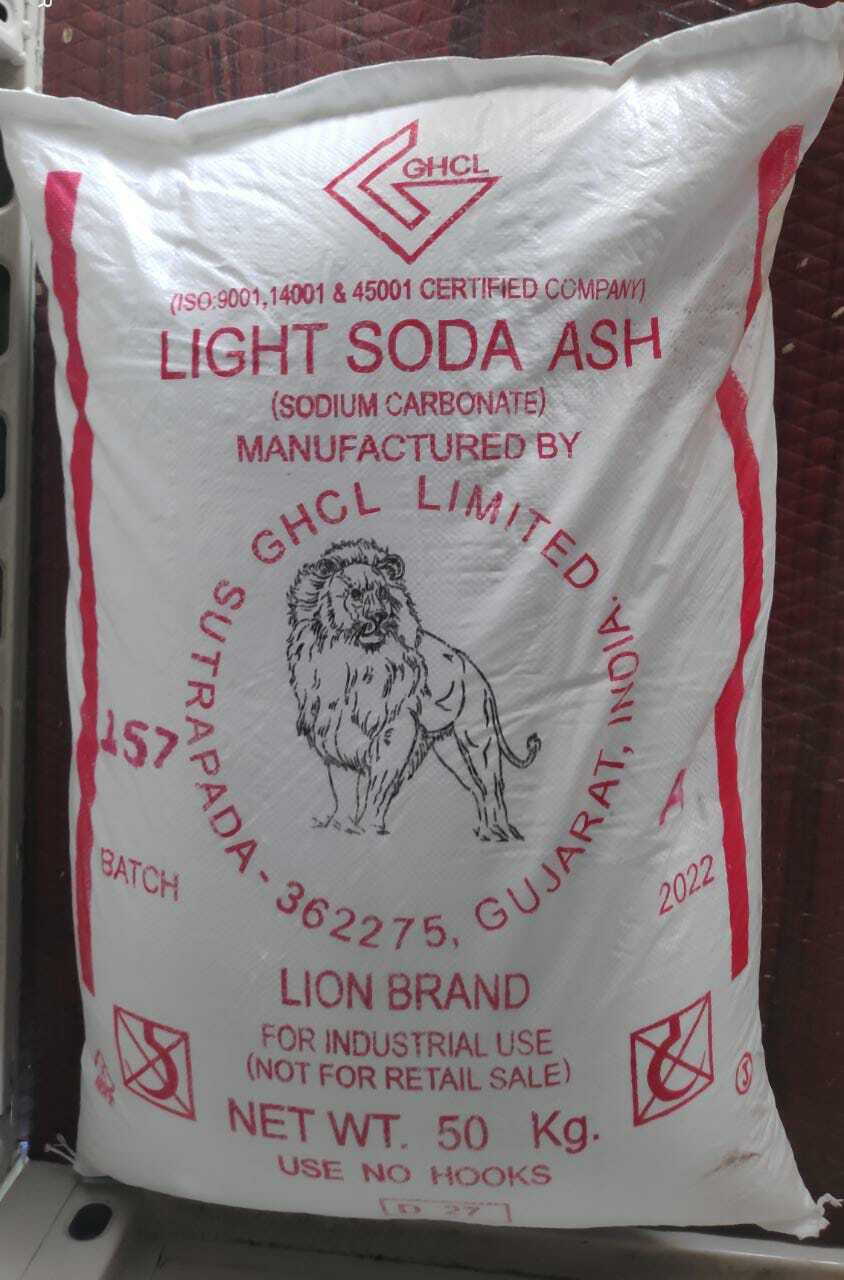 GHCL
(ISO:9001,14001 & 45001 CERTIFIED COMPANY)
LIGHT SODA ASH
(SODIUM CARBONATE)
MANUFACTURED BY
GHCL LIMITED.
SUTRAPADA - 362275, GUJARAT, INDIA.
157
A
BATCH
2022
LION BRAND
FOR INDUSTRIAL USE
(NOT FOR RETAIL SALE)
NET WT. 50 Kg.
USE NO HOOKS
D 27